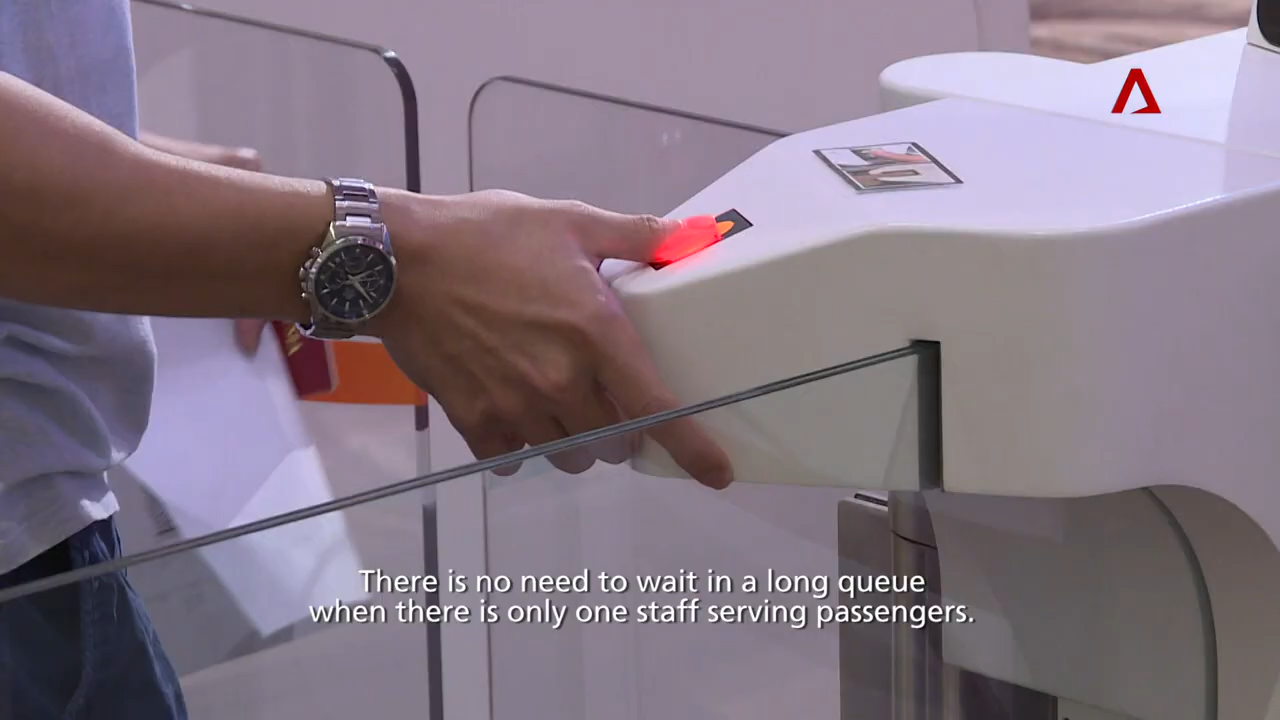 There is no need to wait in a long queue
when there is only one staff serving passengers.